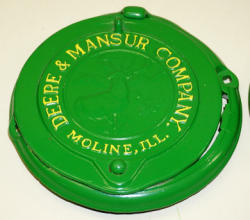 DEERE & MANSUR COMPANY
MOLINE, ILL.